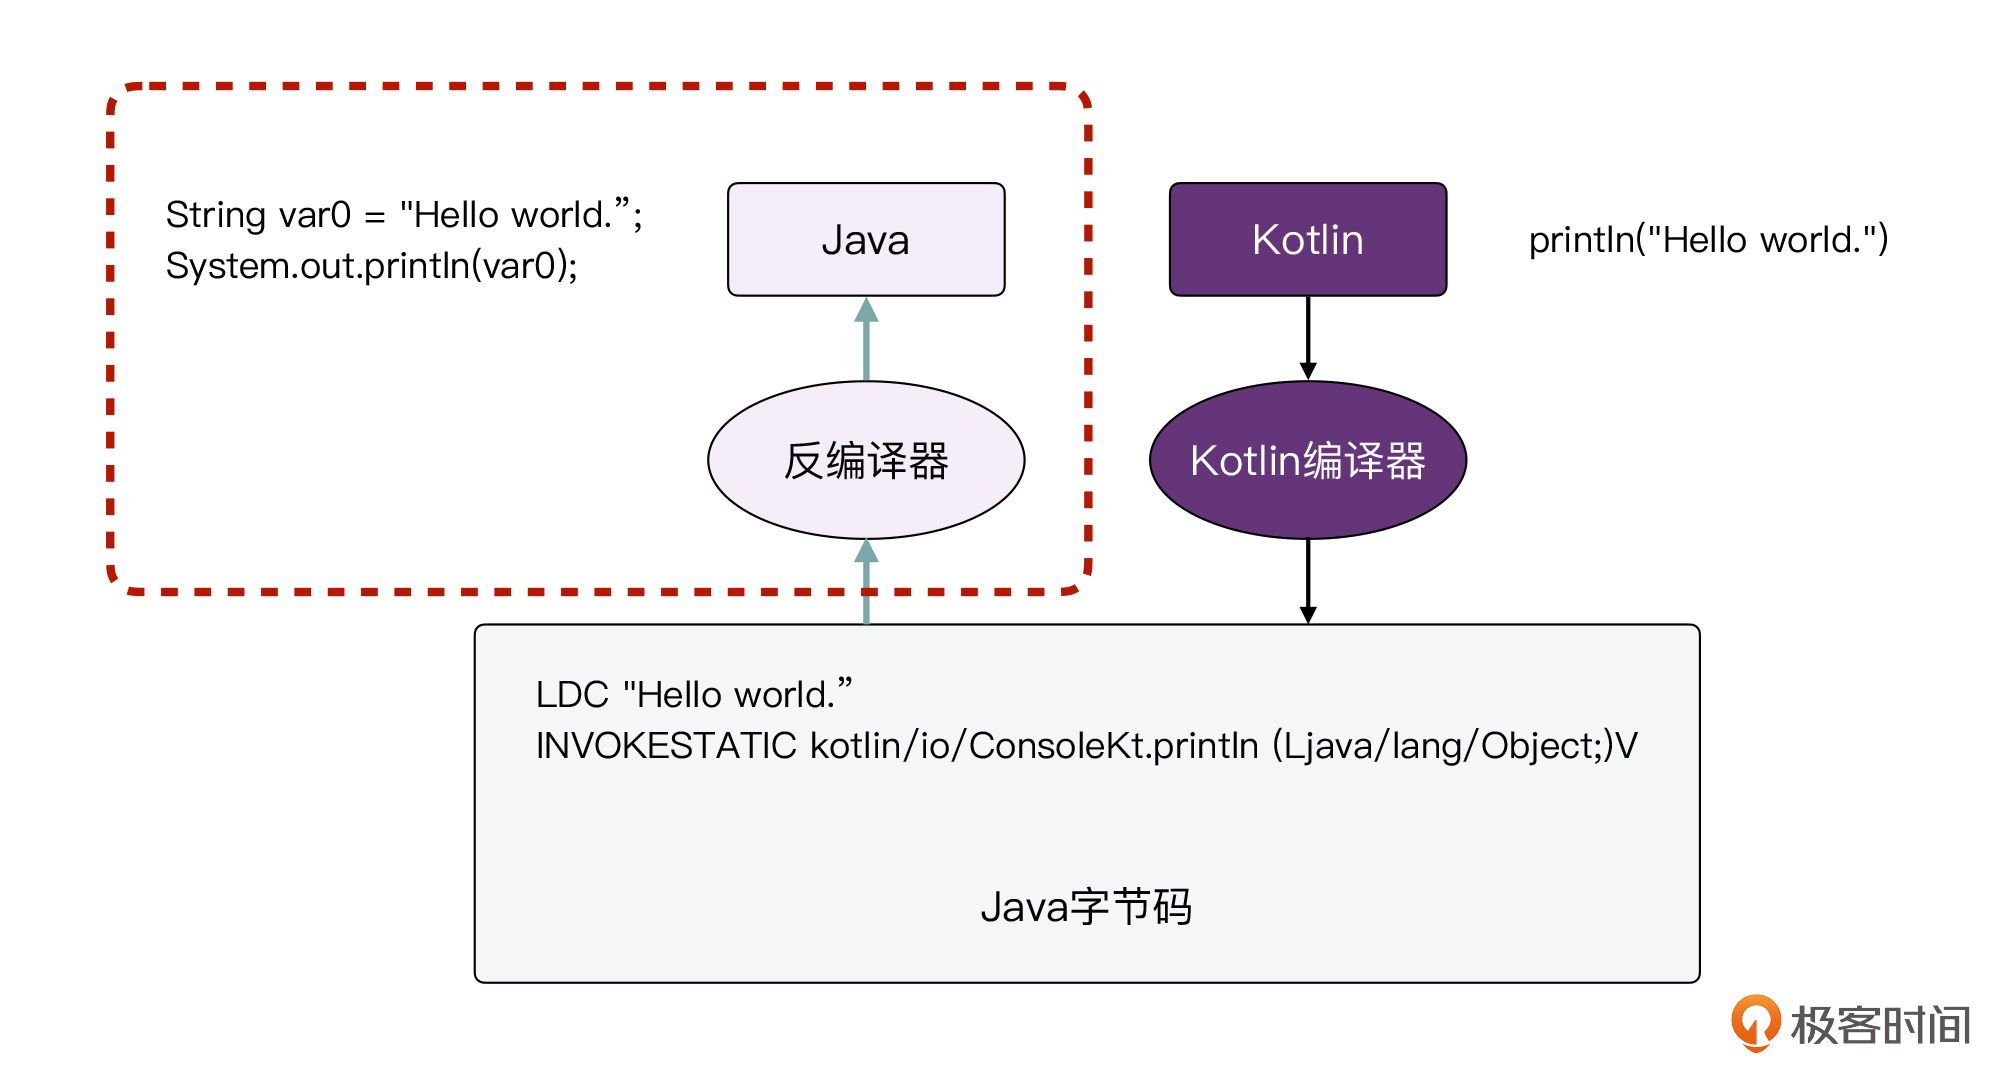 String var0 = "Hello world.”;
System.out.println(var0);
Java
Kotlin
println("Hello world.")
反编译器
Kotlin编译器
LDC "Hello world.”
INVOKESTATIC kotlin/io/ConsoleKt.println (Ljava/lang/Object;)V
Java字节码
极客时间